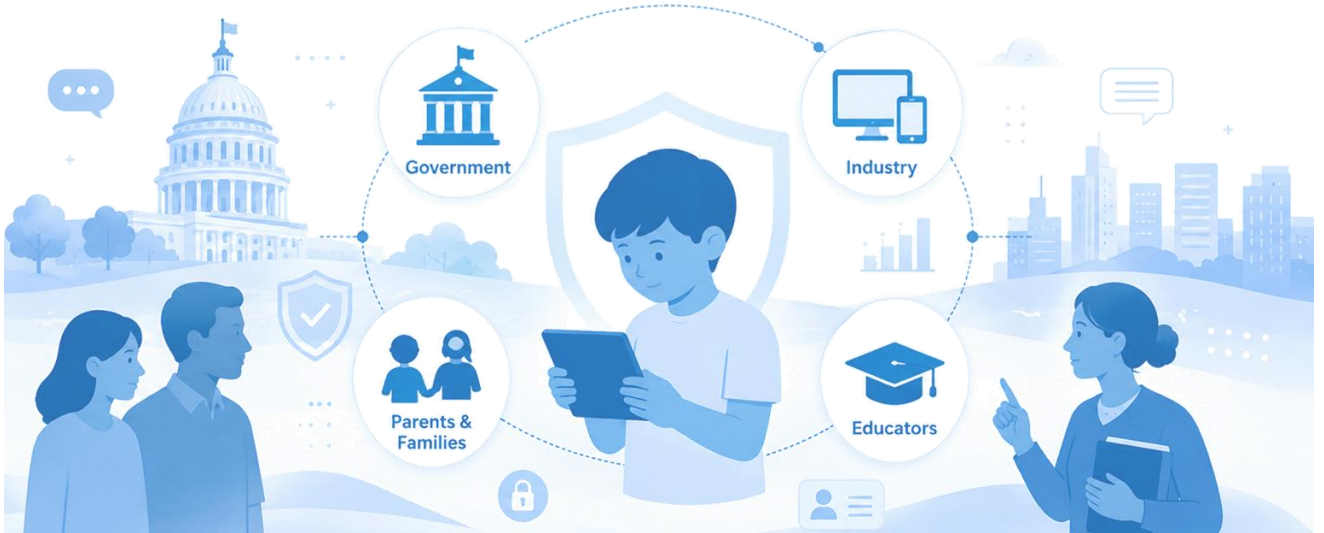 Government
Industry
Parents &
Families
Educators